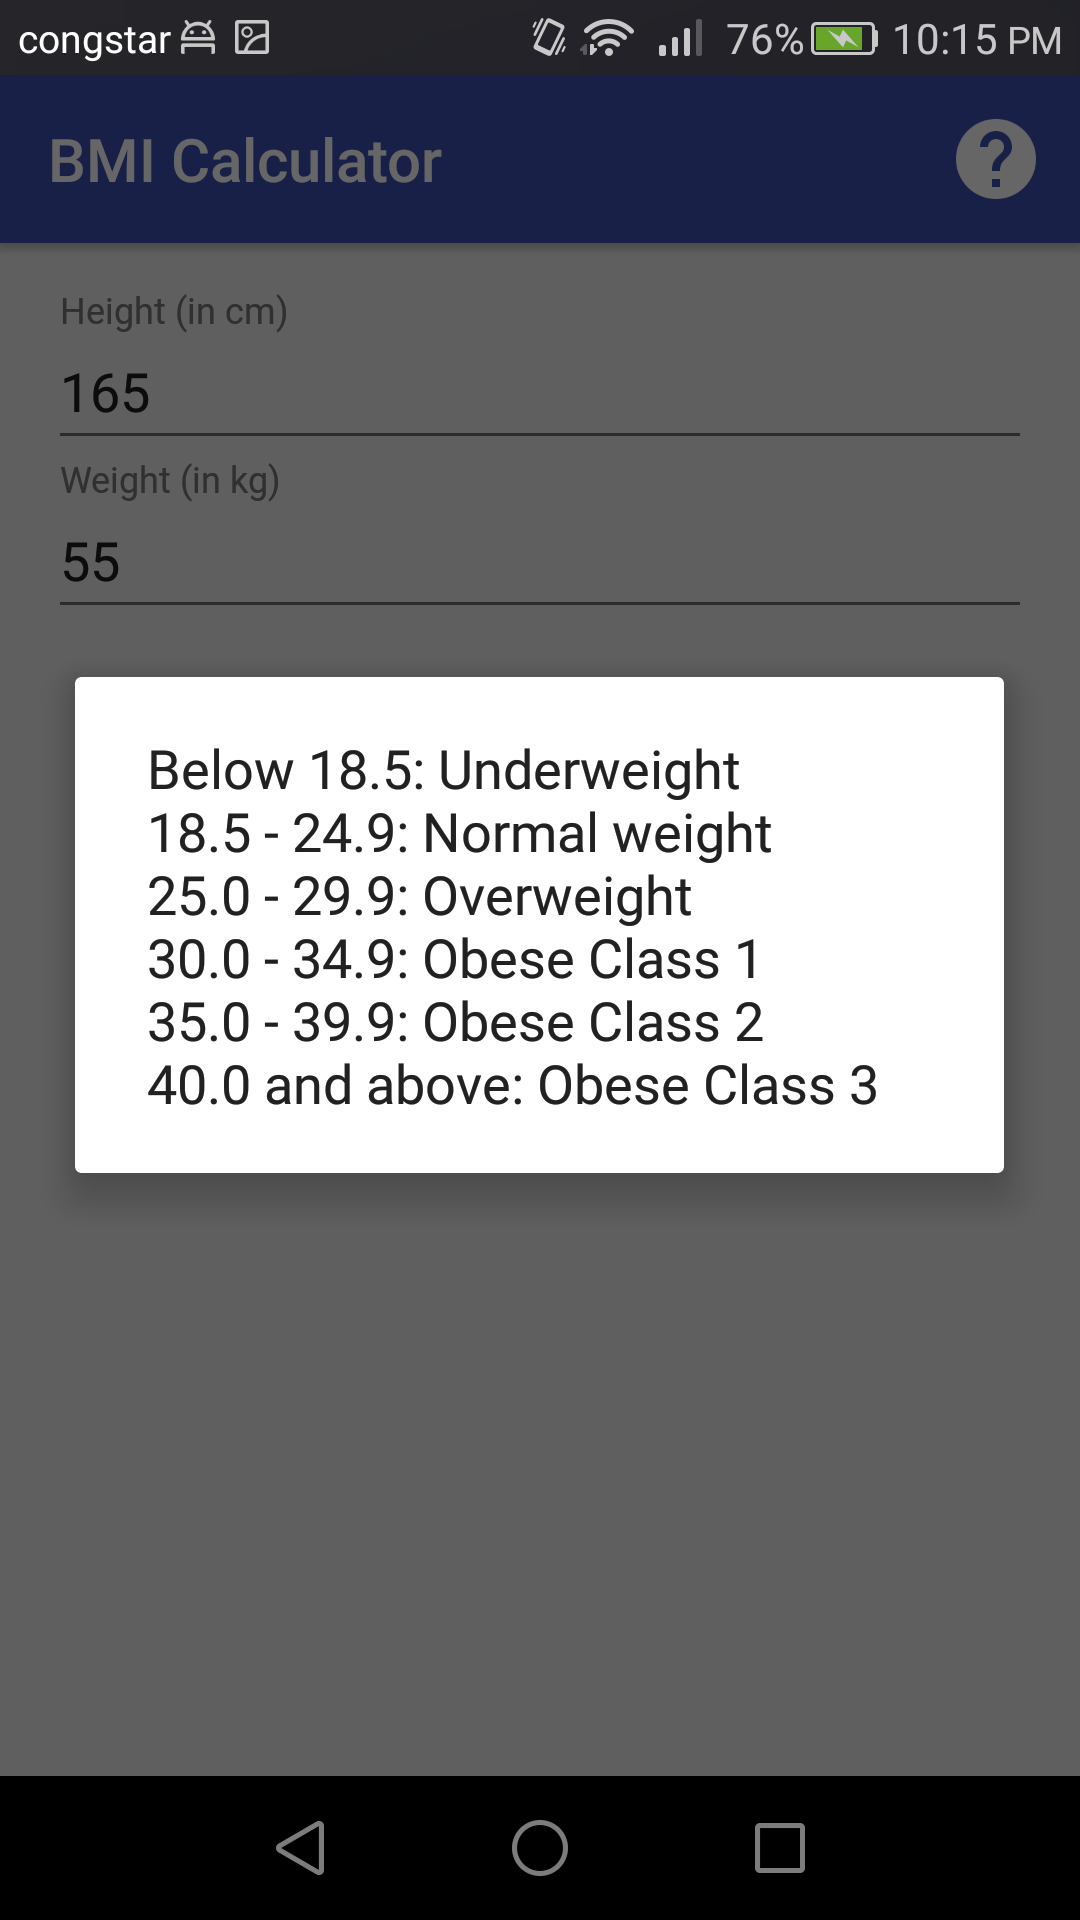 congstar 76% 10:15 PM
BMI Calculator
Height (in cm)
165
Weight (in kg)
55
Below 18.5: Underweight
18.5 - 24.9: Normal weight
25.0 - 29.9: Overweight
30.0 - 34.9: Obese Class 1
35.0 - 39.9: Obese Class 2
40.0 and above: Obese Class 3